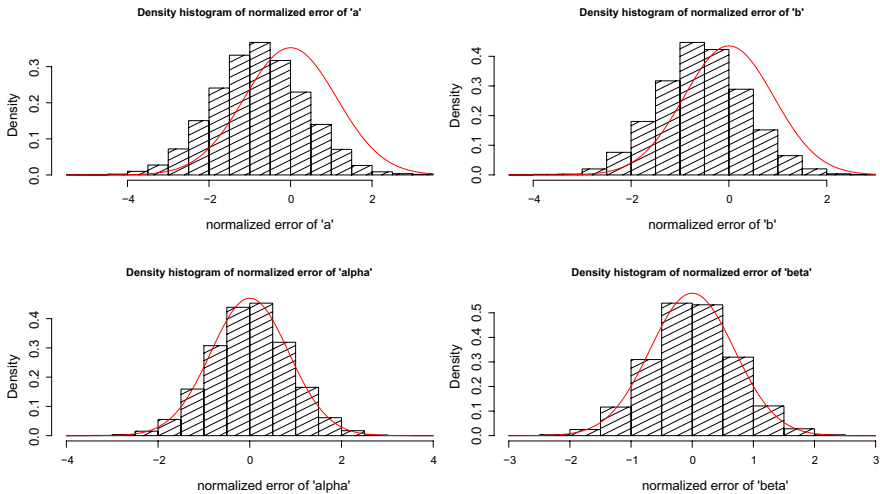 Density histogram of normalized error of 'a'
Density
0.0 0.1 0.2 0.3
−4 −2 0 2
normalized error of 'a'
Density histogram of normalized error of 'b'
Density
0.0 0.1 0.2 0.3 0.4
−4 −2 0 2
normalized error of 'b'
Density histogram of normalized error of 'alpha'
Density
0.0 0.1 0.2 0.3 0.4
−4 −2 0 2 4
normalized error of 'alpha'
Density histogram of normalized error of 'beta'
Density
0.0 0.1 0.2 0.3 0.4 0.5
−3 −2 −1 0 1 2 3
normalized error of 'beta'